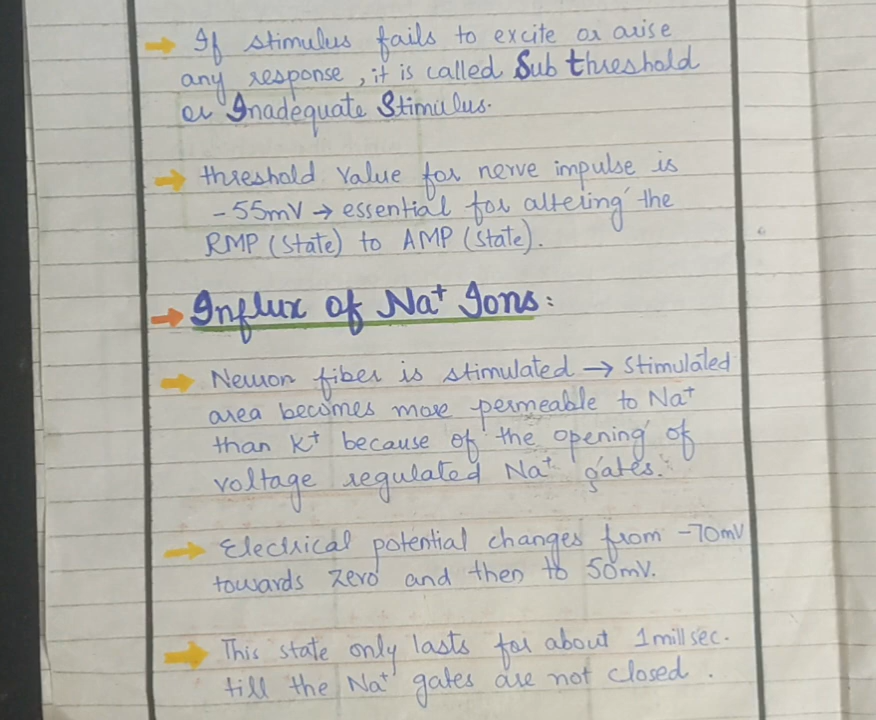 → If stimulus fails to excite or arise
any response, it is called Sub threshold
or Inadequate Stimulus.
→ threshold value for nerve impulse is
-55mV → essential for altering the
RMP (state) to AMP (state).
→ Influx of Na⁺ Ions:
→ Neuron fiber is stimulated → Stimulated
area becomes more permeable to Na⁺
than K⁺ because of the opening of
voltage regulated Na⁺ gates.
→ Electrical potential changes from -70mV
towards zero and then to 50mV.
→ This state only lasts for about 1millsec.
till the Na⁺ gates are not closed.